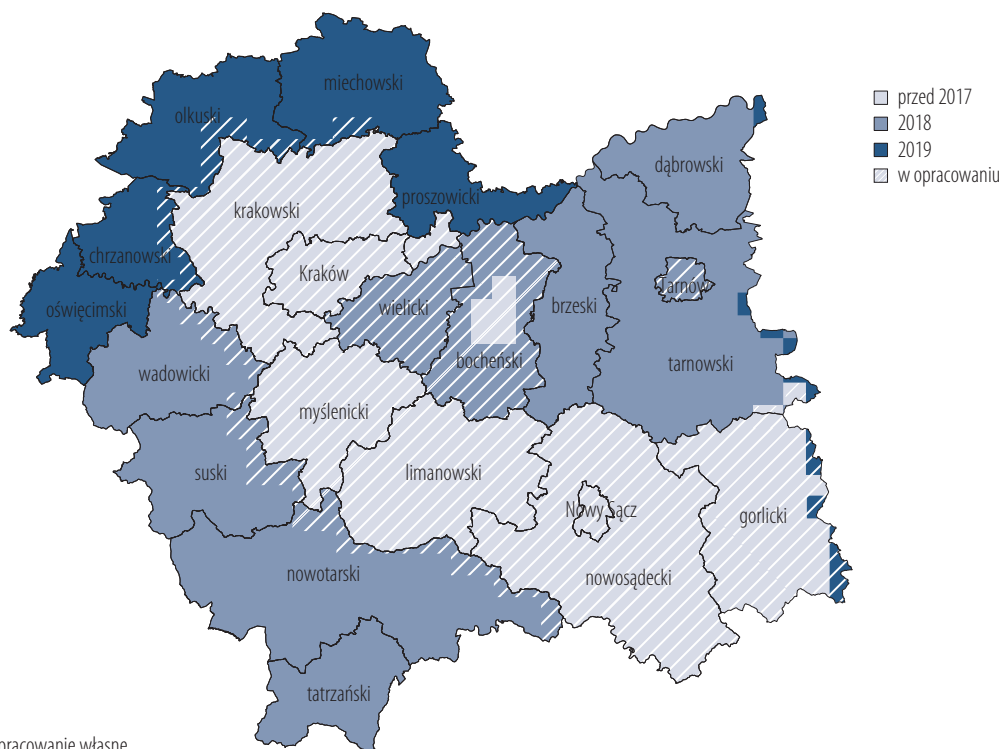 miechowski
olkuski
przed 2017
2018
2019
w opracowaniu
dąbrowski
proszowicki
krakowski
chrzanowski
Kraków
Tarnów
oświęcimski
wielicki
brzeski
bocheński
tarnowski
wadowicki
myślenicki
suski
limanowski
Nowy Sącz
gorlicki
nowotarski
nowosądecki
tatrzański
opracowanie własne